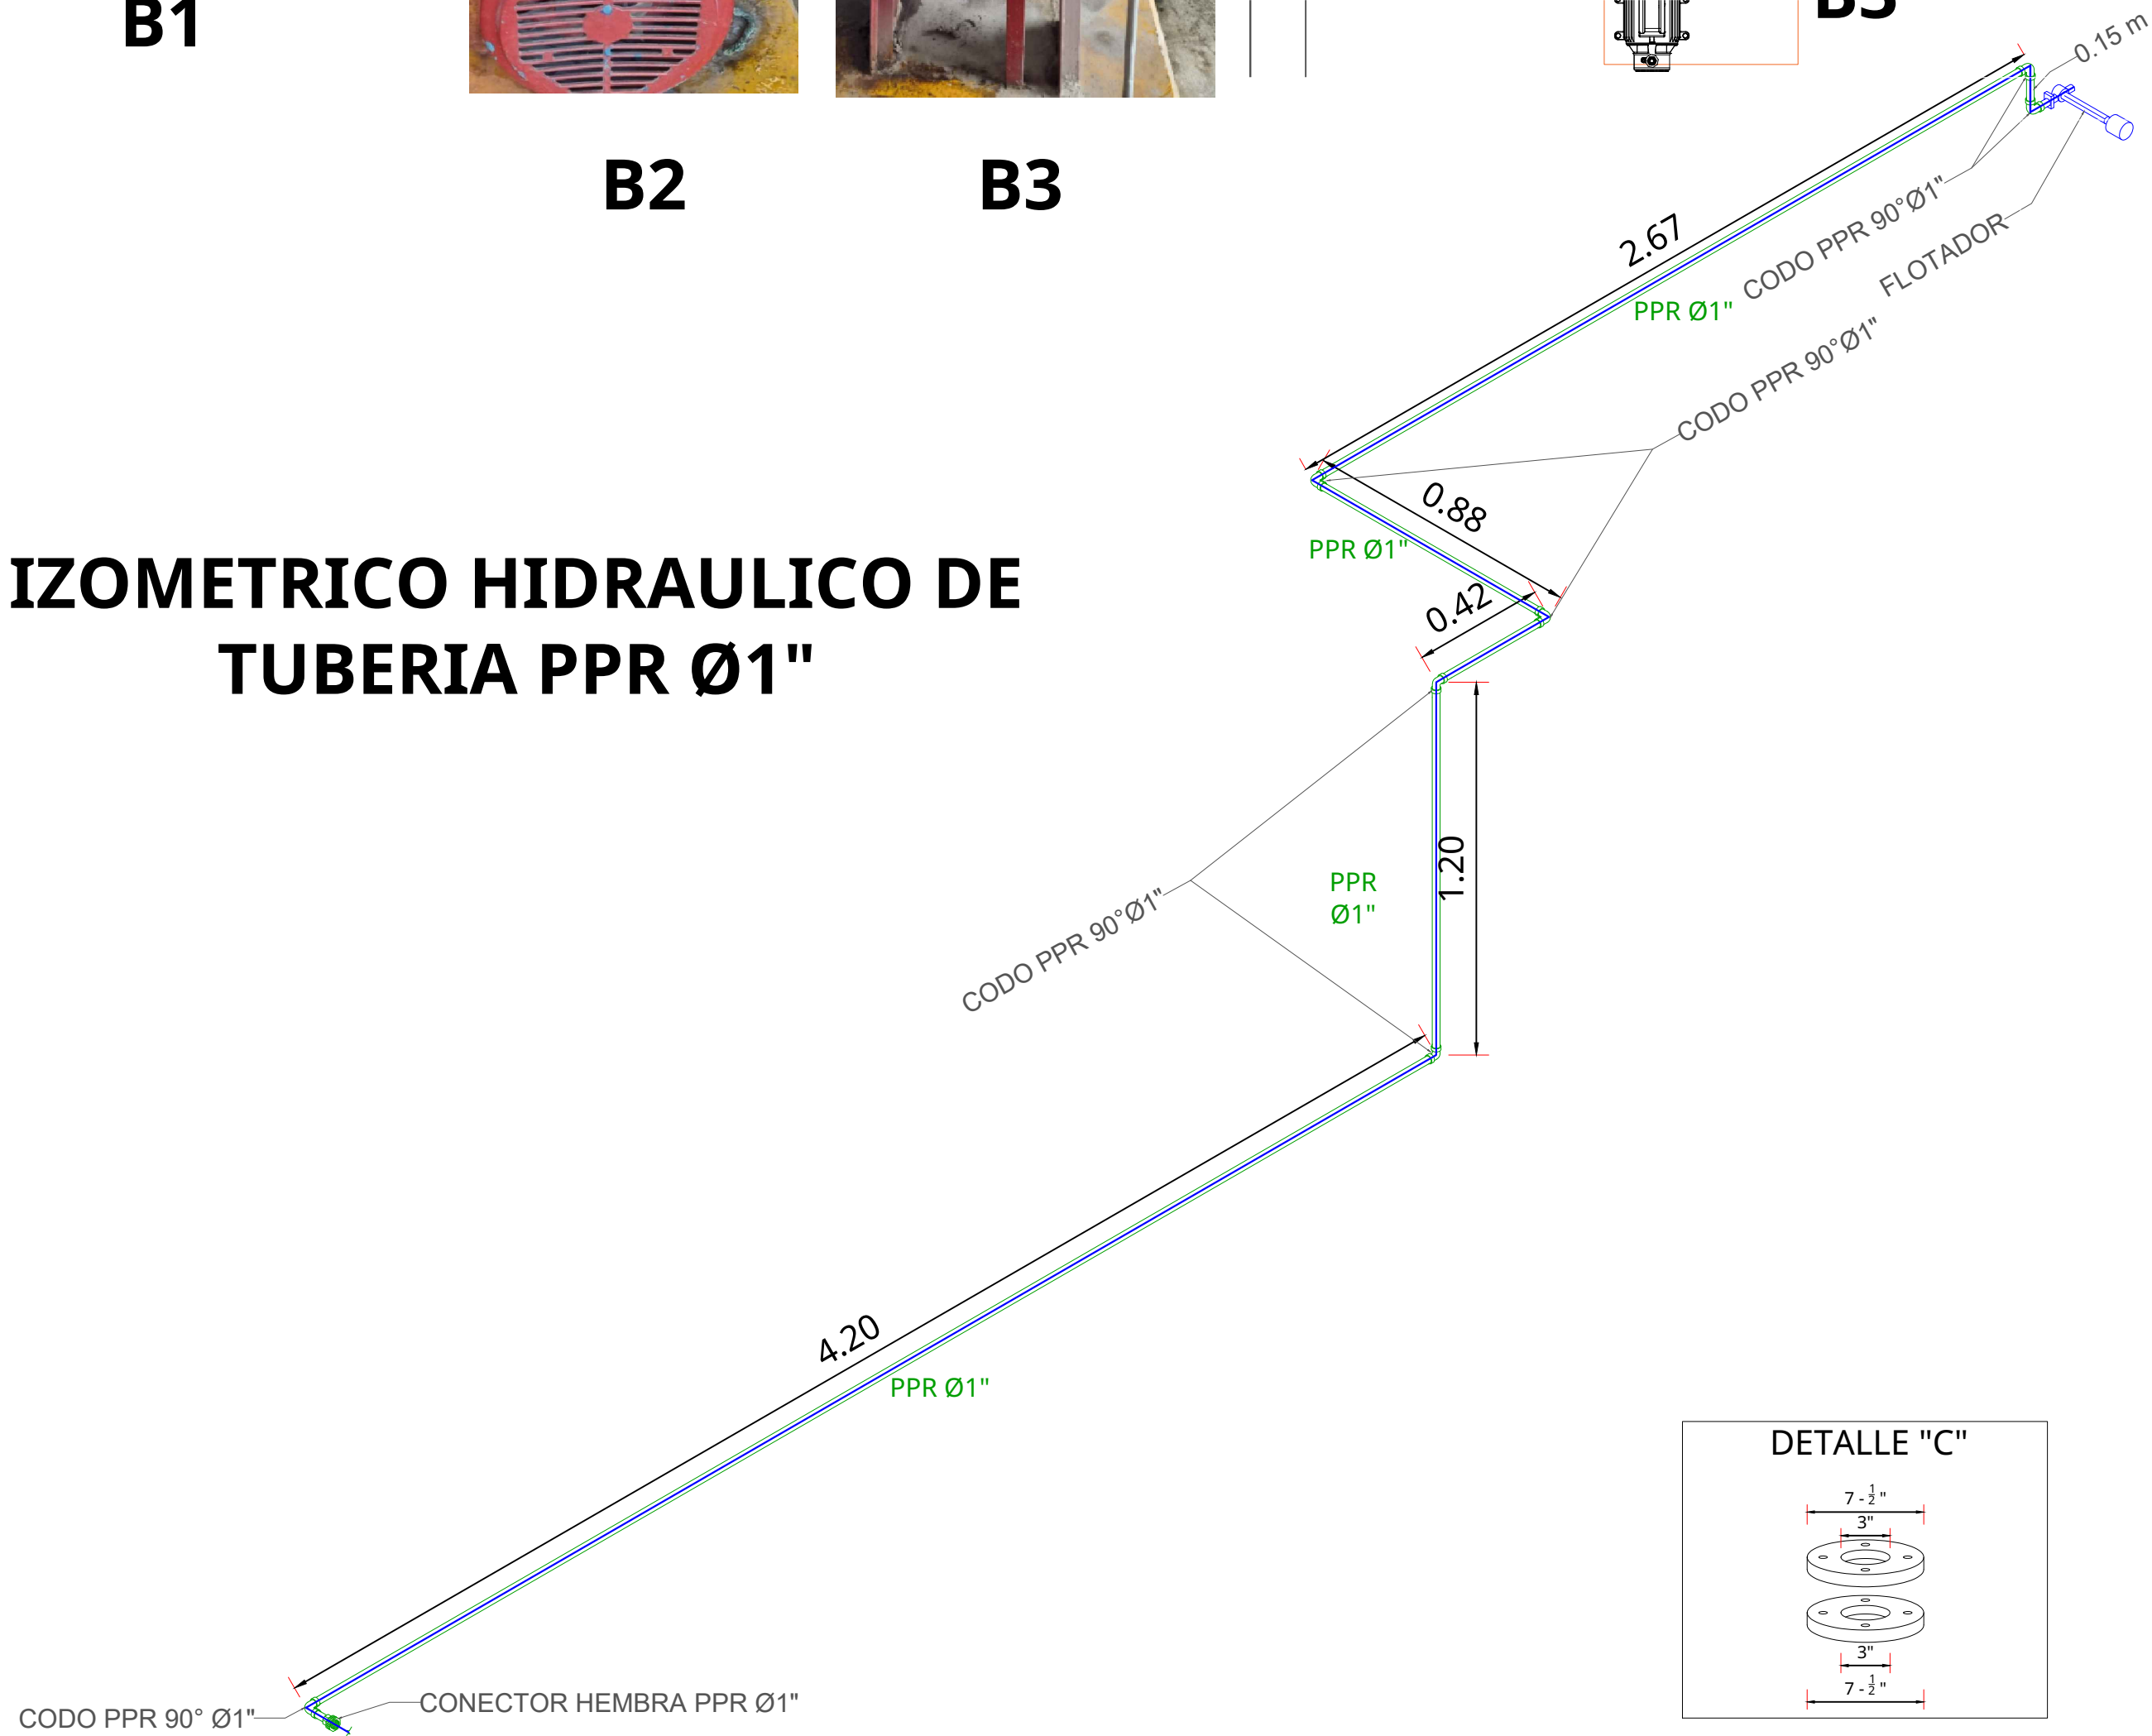 B1
B2
B3
0.15 m
2.67
CODO PPR 90°Ø1"
FLOTADOR
PPR Ø1"
CODO PPR 90°Ø1"
0.88
PPR Ø1"
0.42
IZOMETRICO HIDRAULICO DE
TUBERIA PPR Ø1"
1.20
PPR
Ø1"
CODO PPR 90°Ø1"
4.20
PPR Ø1"
DETALLE "C"
7 - 1/2 "
3"
3"
7 - 1/2 "
CONECTOR HEMBRA PPR Ø1"
CODO PPR 90° Ø1"